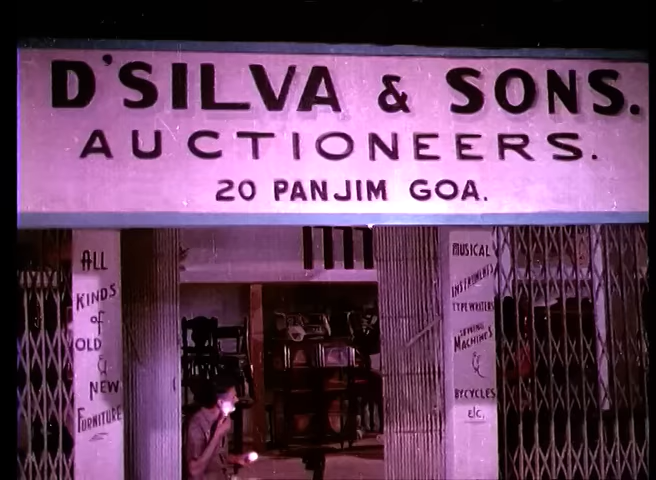 D'SILVA & SONS.
AUCTIONEERS.
20 PANJIM GOA.
ALL
KINDS
of
OLD
&
NEW
FURNITURE
MUSICAL
INSTRUMENTS
TYPE WRITERS
SEWING
MACHINES
&
BYCYCLES
etc.